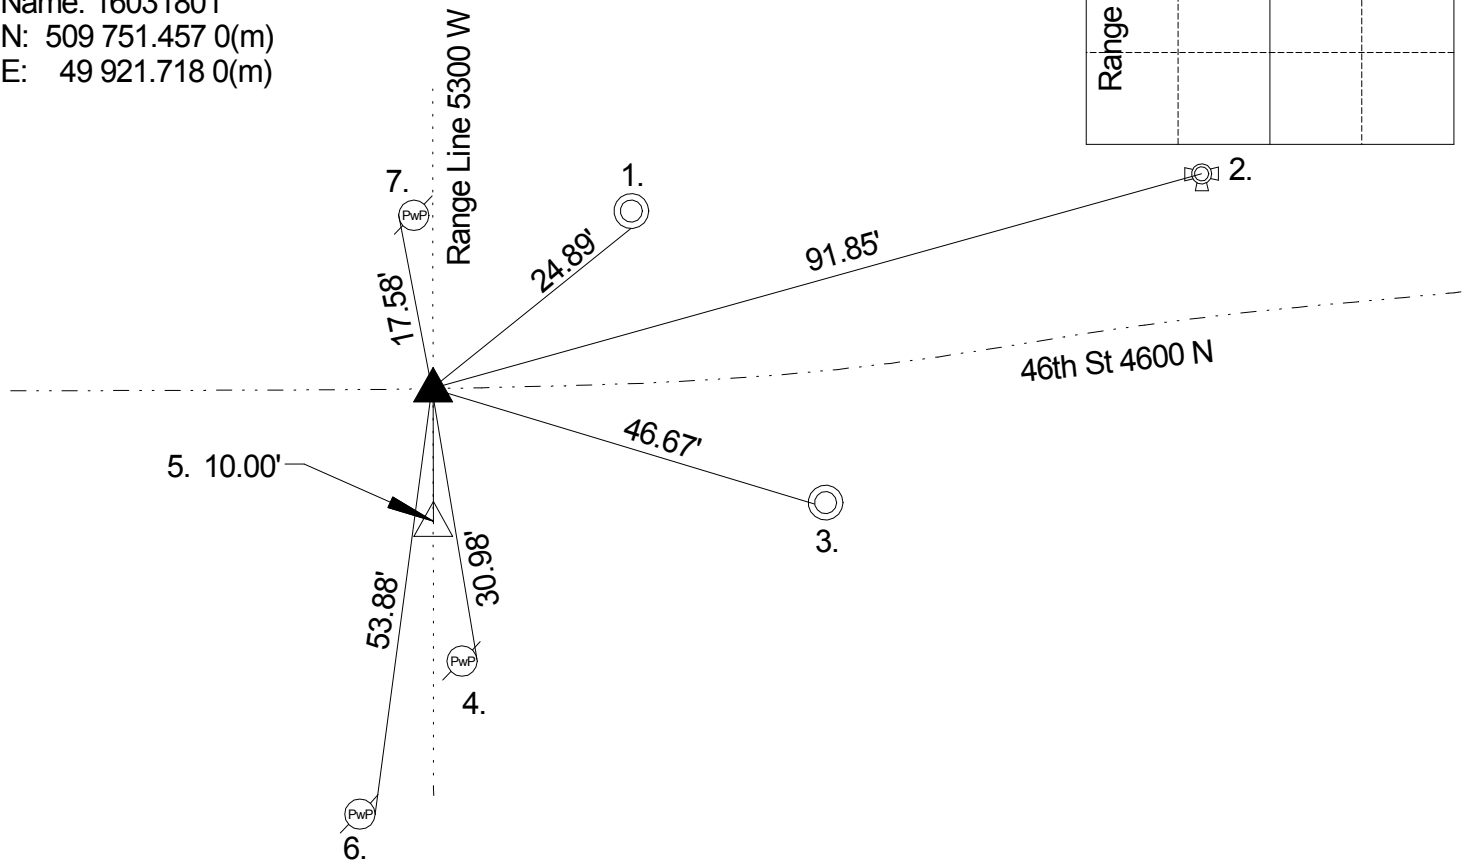 Name: 16031801
N: 509 751.457 0(m)
E: 49 921.718 0(m)
Range Line 5300 W
Range
7.
PwP
1.
2.
17.58'
24.89'
91.85'
46th St 4600 N
46.67'
3.
5. 10.00'
53.88'
30.98'
PwP
4.
PwP
6.